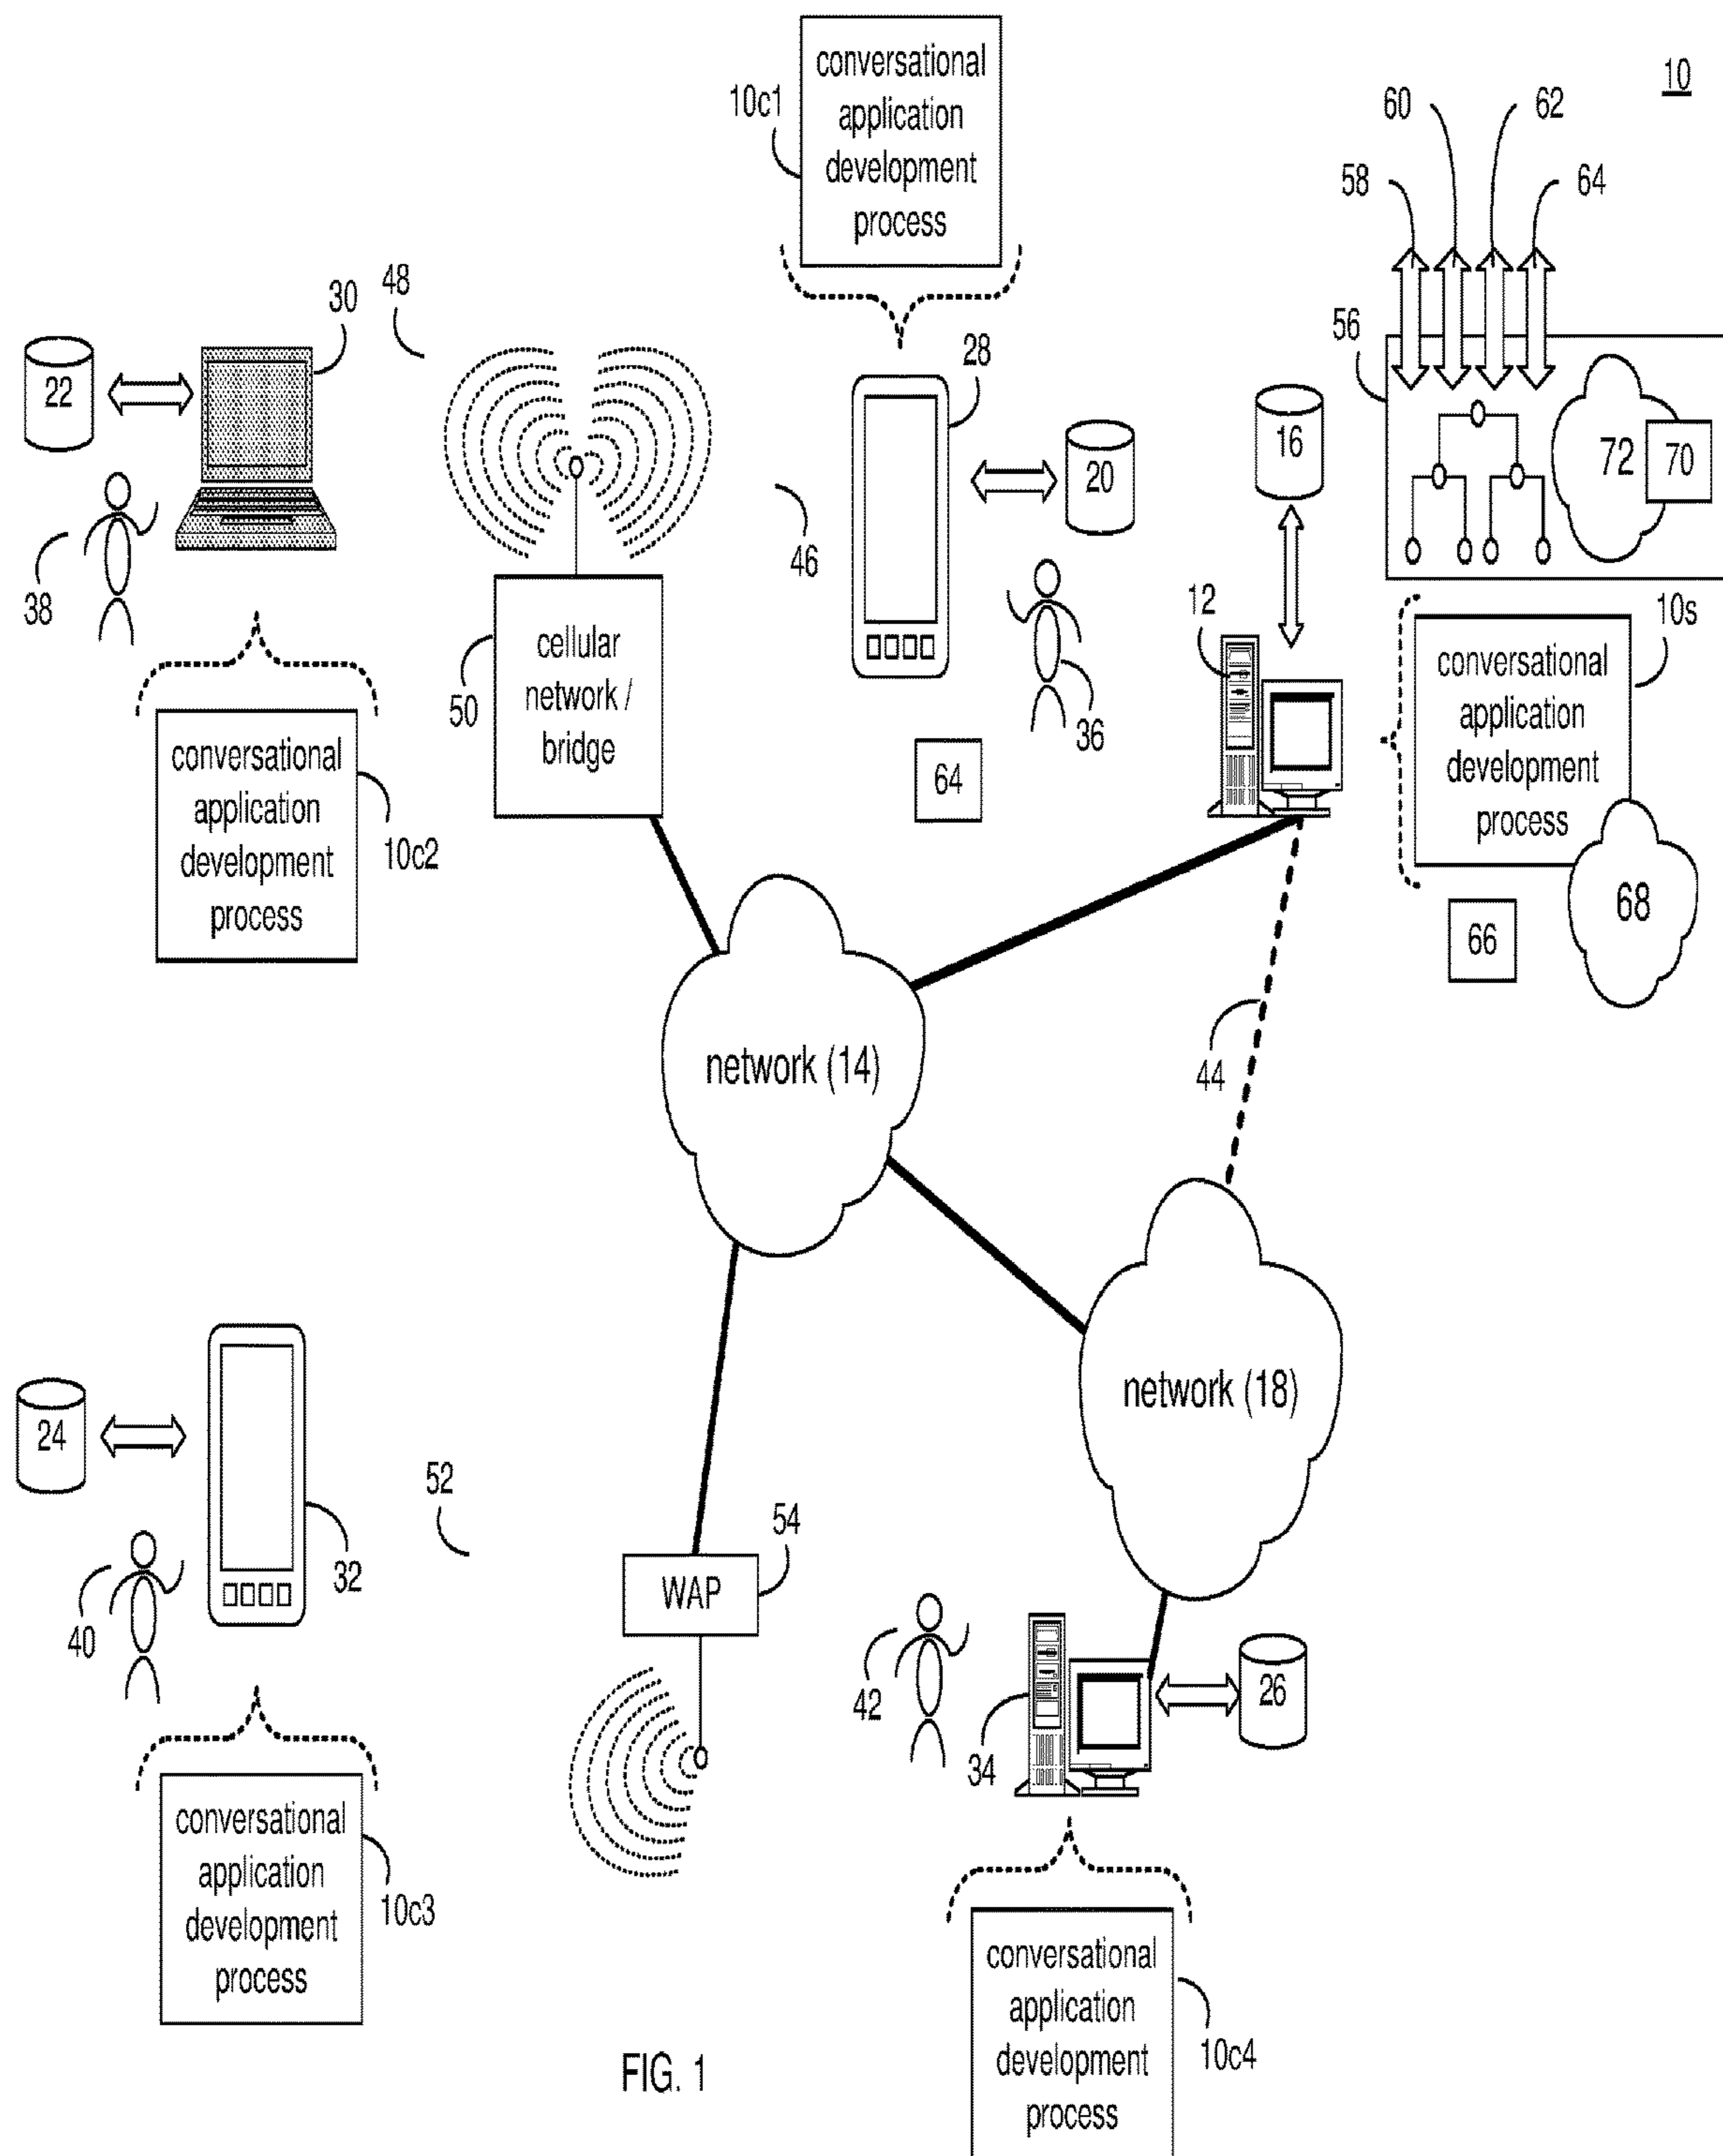 10
conversational
application
development
process
10c1
60
62
58
64
30
48
28
56
22
16
72
70
20
46
38
12
10s
cellular
network /
bridge
50
36
conversational
application
development
process
64
conversational
application
development
process
10c2
68
66
network (14)
44
network (18)
24
52
54
32
WAP
40
42
26
34
conversational
application
development
process
10c3
conversational
application
development
process
10c4
FIG. 1